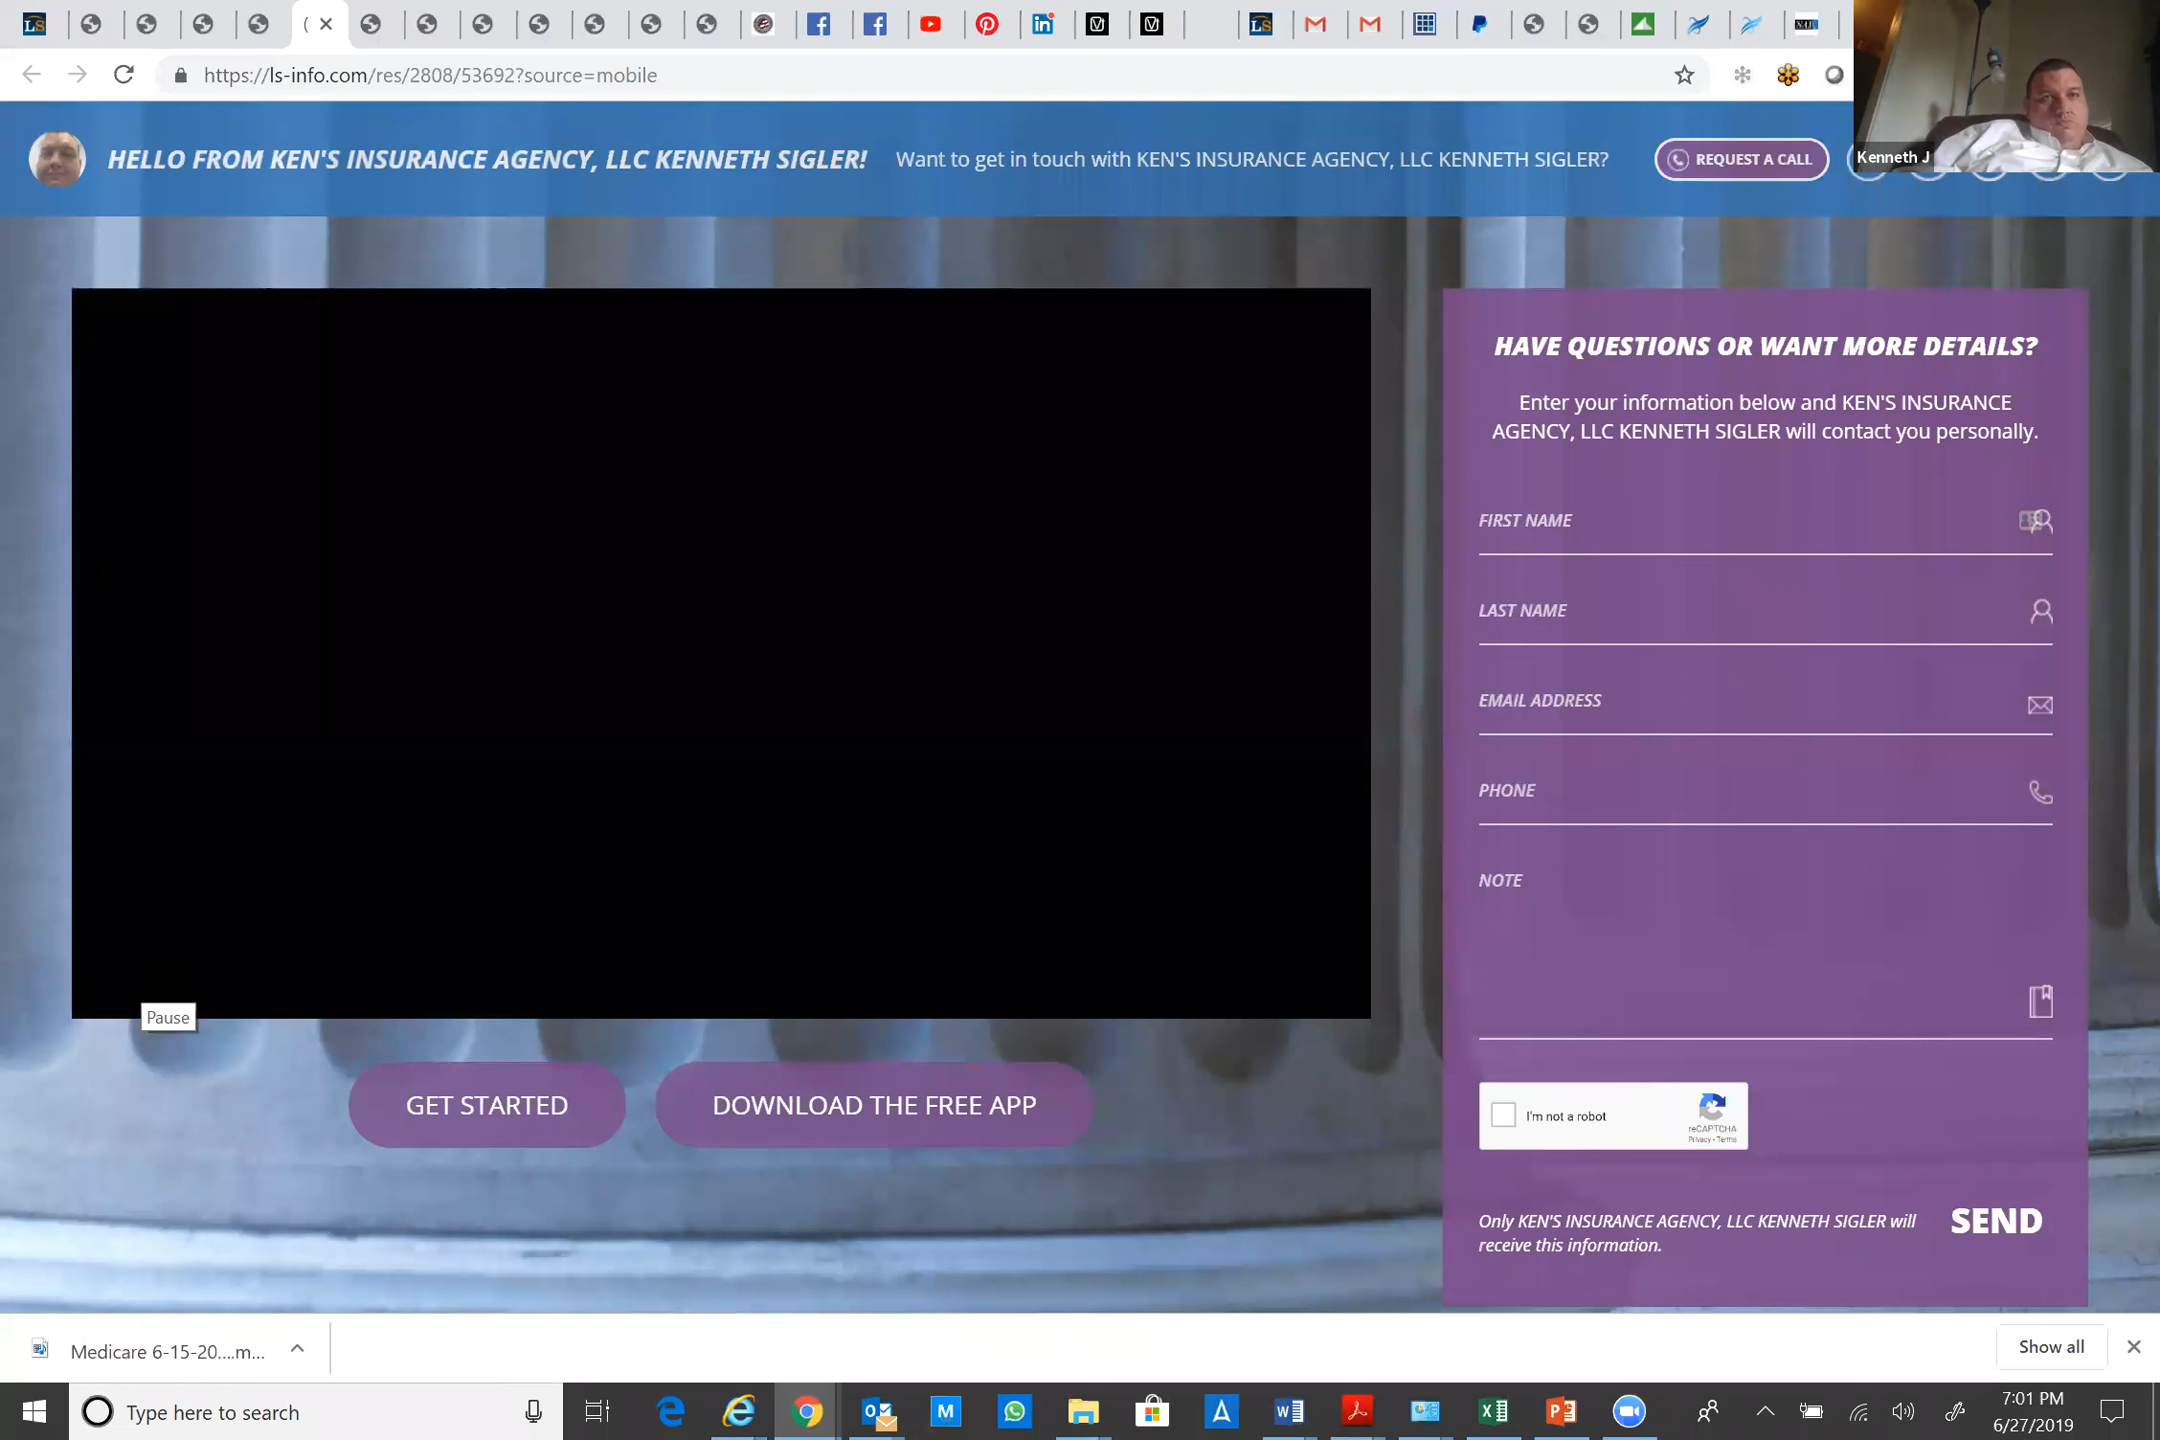 https://ls-info.com/res/2808/53692?source=mobile
HELLO FROM KEN'S INSURANCE AGENCY, LLC KENNETH SIGLER!
Want to get in touch with KEN'S INSURANCE AGENCY, LLC KENNETH SIGLER?
REQUEST A CALL
Kenneth J
HAVE QUESTIONS OR WANT MORE DETAILS?
Enter your information below and KEN'S INSURANCE
AGENCY, LLC KENNETH SIGLER will contact you personally.
FIRST NAME
LAST NAME
EMAIL ADDRESS
PHONE
NOTE
Pause
GET STARTED
DOWNLOAD THE FREE APP
I'm not a robot
reCAPTCHA
Privacy - Terms
Only KEN'S INSURANCE AGENCY, LLC KENNETH SIGLER will
receive this information.
SEND
Medicare 6-15-20....m...
Show all
Type here to search
7:01 PM
6/27/2019